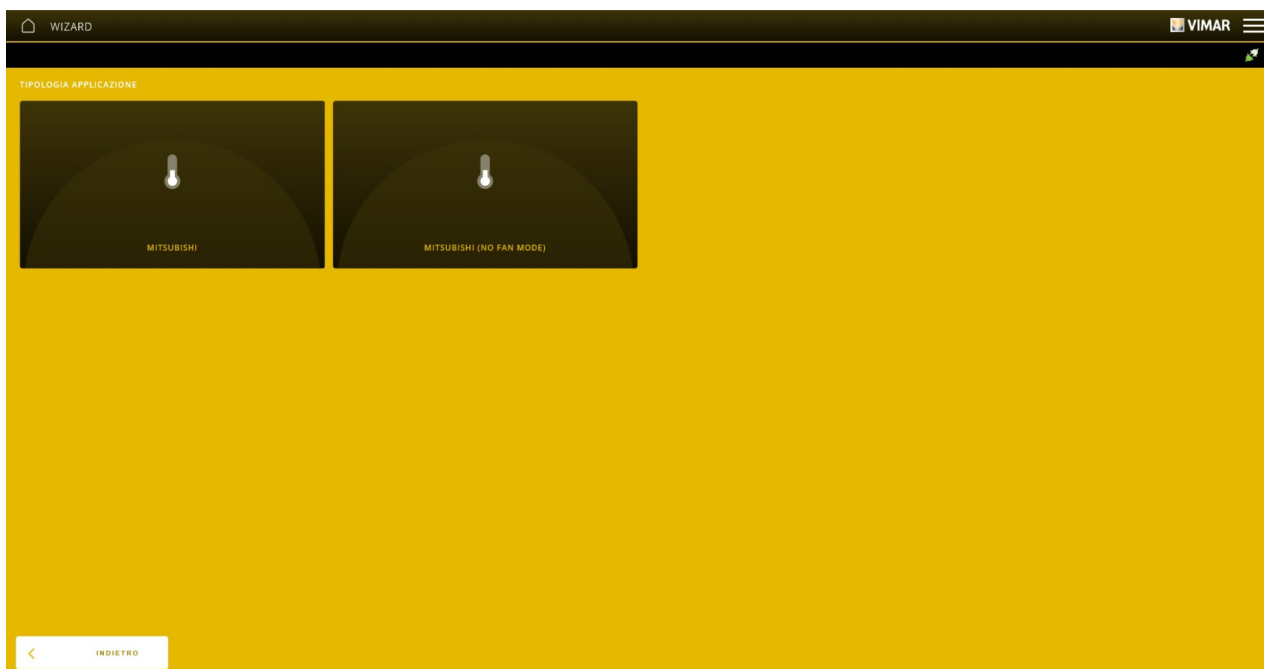 WIZARD
VIMAR
TIPOLOGIA APPLICAZIONE
MITSUBISHI
MITSUBISHI (NO FAN MODE)
INDIETRO